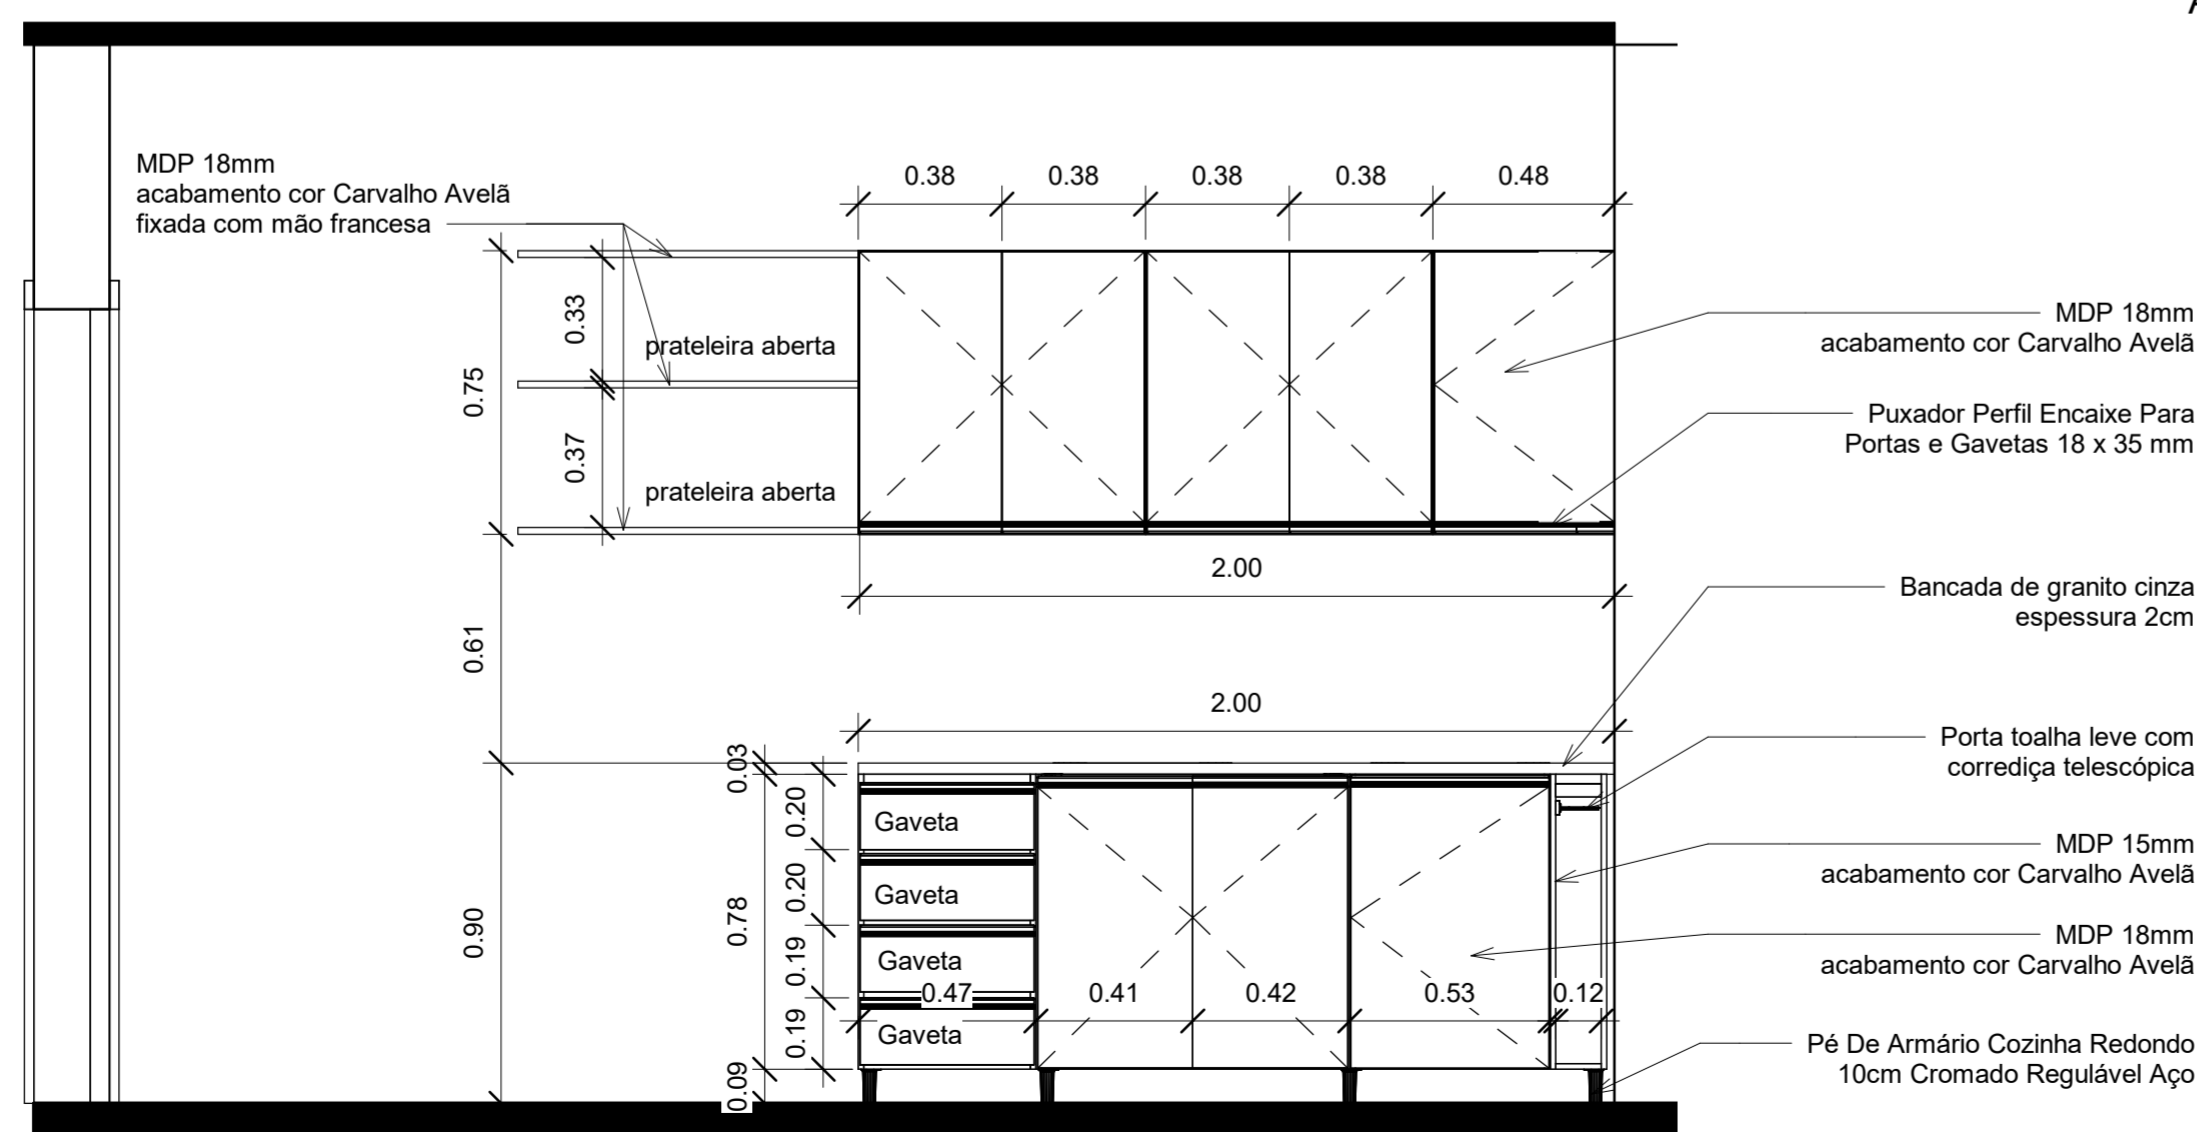 MDP 18mm
acabamento cor Carvalho Avelã
fixada com mão francesa
0.38 0.38 0.38 0.38 0.48
0.33
prateleira aberta
0.75
0.37
prateleira aberta
MDP 18mm
acabamento cor Carvalho Avelã
Puxador Perfil Encaixe Para
Portas e Gavetas 18 x 35 mm
2.00
Bancada de granito cinza
espessura 2cm
0.61
2.00
Porta toalha leve com
corrediça telescópica
0.03
0.20
Gaveta
MDP 15mm
acabamento cor Carvalho Avelã
0.20
Gaveta
0.90
0.78
0.19
Gaveta
MDP 18mm
acabamento cor Carvalho Avelã
0.47 0.41 0.42 0.53 0.12
0.19
Gaveta
0.09
Pé De Armário Cozinha Redondo
10cm Cromado Regulável Aço